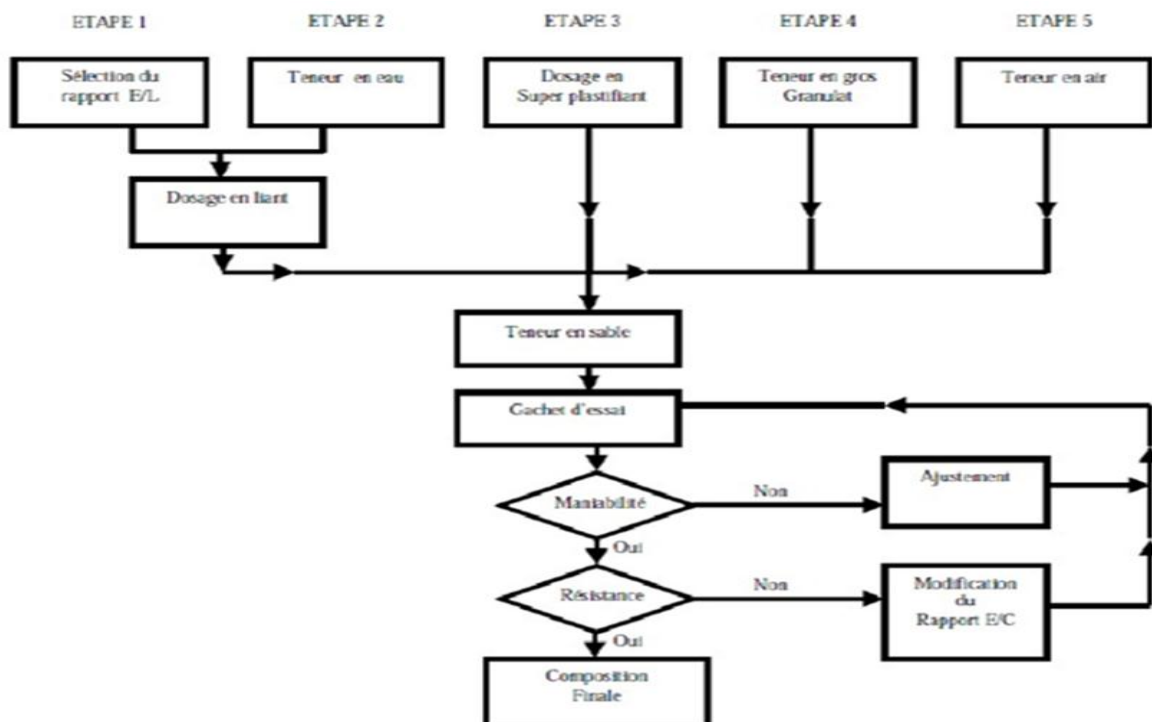 ETAPE 1
ETAPE 2
ETAPE 3
ETAPE 4
ETAPE 5
Sélection du
rapport E/L
Teneur en eau
Dosage en
Super plastifiant
Teneur en gros
Granulat
Teneur en air
Dosage en liant
Teneur en sable
Gachet d'essai
Maniabilité
Non
Ajustement
Oui
Résistance
Non
Modification
du
Rapport E/C
Oui
Composition
Finale